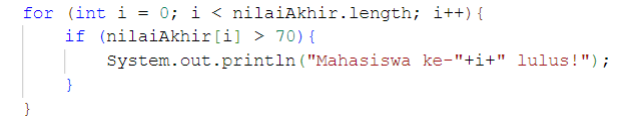 for (int i = 0; i < nilaiAkhir.length; i++){
    if (nilaiAkhir[i] > 70){
        System.out.println("Mahasiswa ke-"+i+" lulus!");
    }
}